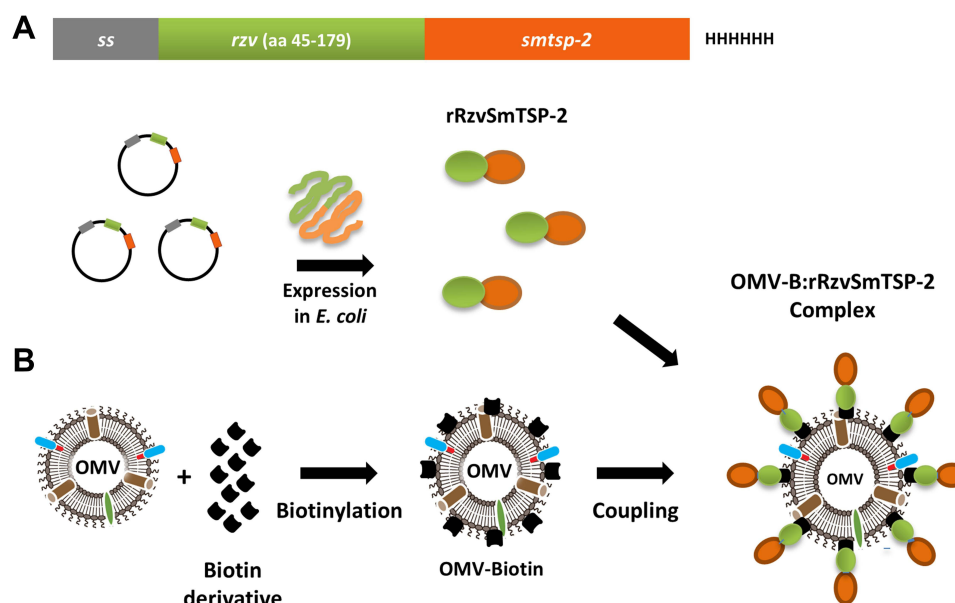 A
ss rzv (aa 45-179) smtsp-2 HHHHHH
rRzvSmTSP-2
Expression
in E. coli
OMV-B:rRzvSmTSP-2
Complex
B
OMV
+
Biotin
derivative
Biotinylation
OMV
OMV-Biotin
Coupling
OMV